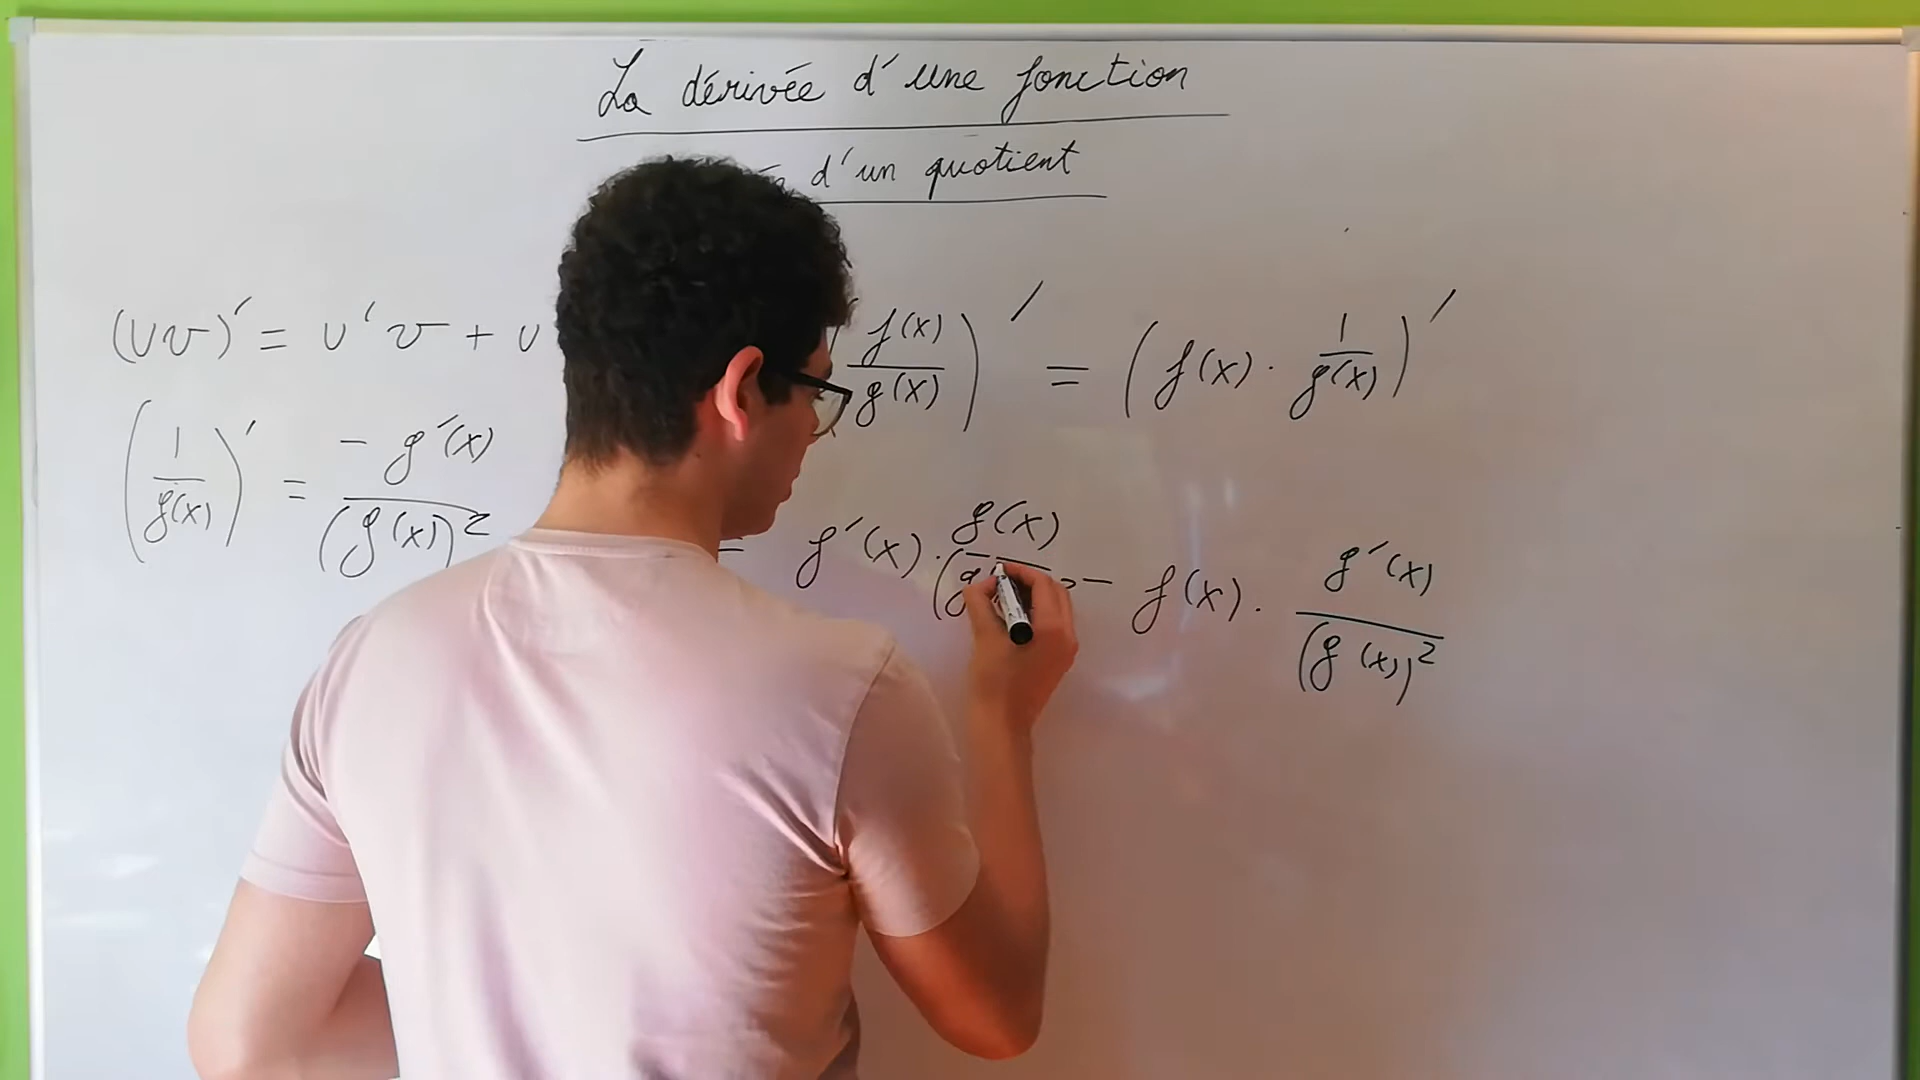 La dérivée d'une fonction
d'un quotient
(uv)' = u'v + u
(f(x)/g(x))' = (f(x) · 1/g(x))'
(1/g(x))' = - g'(x)/(g(x))²
= f'(x) · g(x)/(g - f(x) · g'(x)/(g(x))²